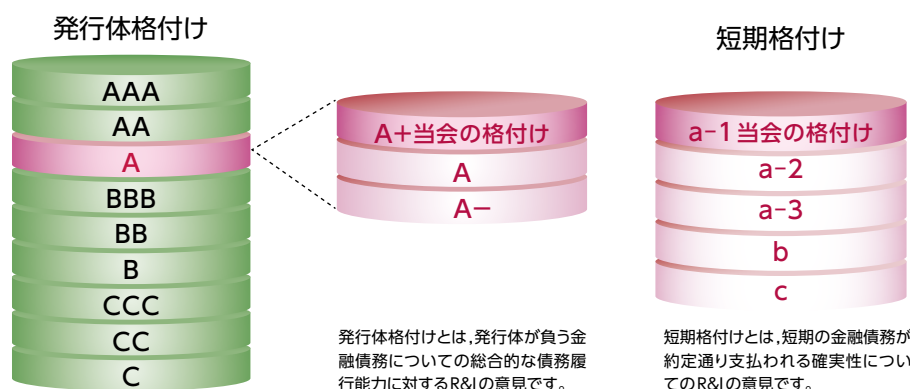 発行体格付け
AAA
AA
A
BBB
BB
B
CCC
CC
C
A+当会の格付け
A
A−
発行体格付けとは,発行体が負う金
融債務についての総合的な債務履
行能力に対するR&Iの意見です。
短期格付け
a-1当会の格付け
a-2
a-3
b
c
短期格付けとは,短期の金融債務が
約定通り支払われる確実性につい
てのR&Iの意見です。